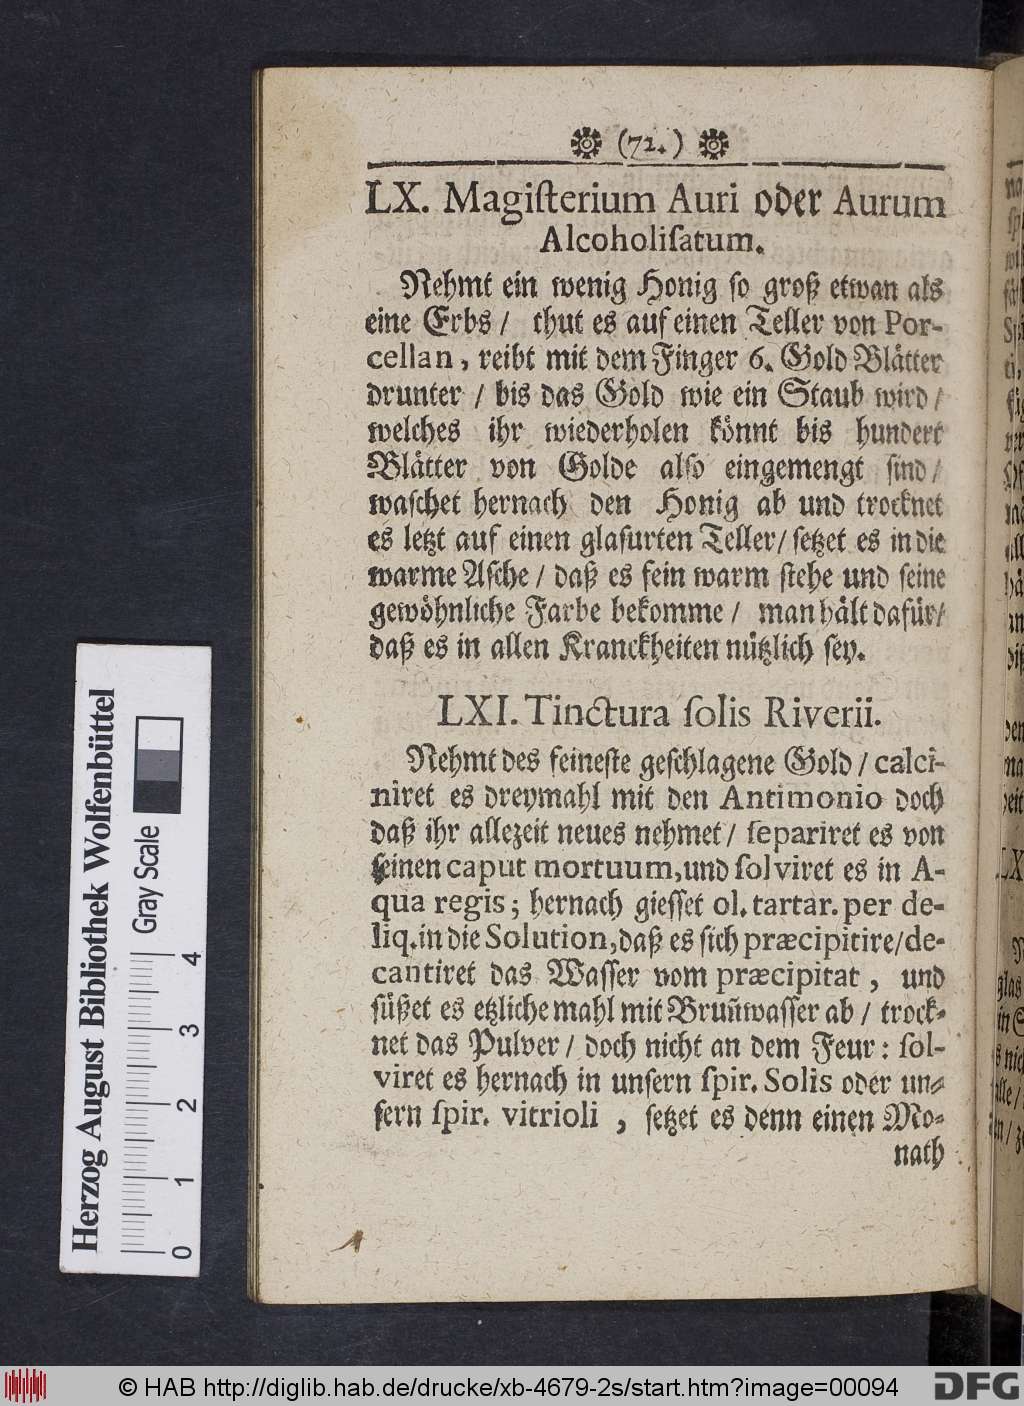 (72.)
LX. Magiſterium Auri oder Aurum
Alcoholiſatum.
Nehmt ein wenig Honig ſo groß etwan als
eine Erbs / thut es auf einen Teller von Por-
cellan, reibt mit dem Finger 6. Gold Blätter
drunter / bis das Gold wie ein Staub wird /
welches ihr wiederholen könnt bis hundert
Blätter von Golde alſo eingemengt ſind /
waſchet hernach den Honig ab und trocknet
es letzt auf einen glaſurten Teller / ſetzet es in die
warme Aſche / daß es fein warm ſtehe und ſeine
gewöhnliche Farbe bekomme / man hält dafür /
daß es in allen Kranckheiten nützlich ſey.
LXI. Tinctura ſolis Riverii.
Nehmt des feineſte geſchlagene Gold / calci-
niret es dreymahl mit den Antimonio doch
daß ihr allezeit neues nehmet / ſepariret es von
ſeinen caput mortuum, und ſolviret es in A-
qua regis; hernach gieſſet ol. tartar. per de-
liq. in die Solution, daß es ſich præcipitire / de-
cantiret das Waſſer vom præcipitat, und
ſüßet es etzliche mahl mit Brun̄waſſer ab / trock-
net das Pulver / doch nicht an dem Feur: ſol-
viret es hernach in unſern ſpir. Solis oder un-
ſern ſpir. vitrioli, ſetzet es denn einen Mo-
nath
Herzog August Bibliothek Wolfenbüttel
Gray Scale
0 1 2 3 4
© HAB http://diglib.hab.de/drucke/xb-4679-2s/start.htm?image=00094
DFG